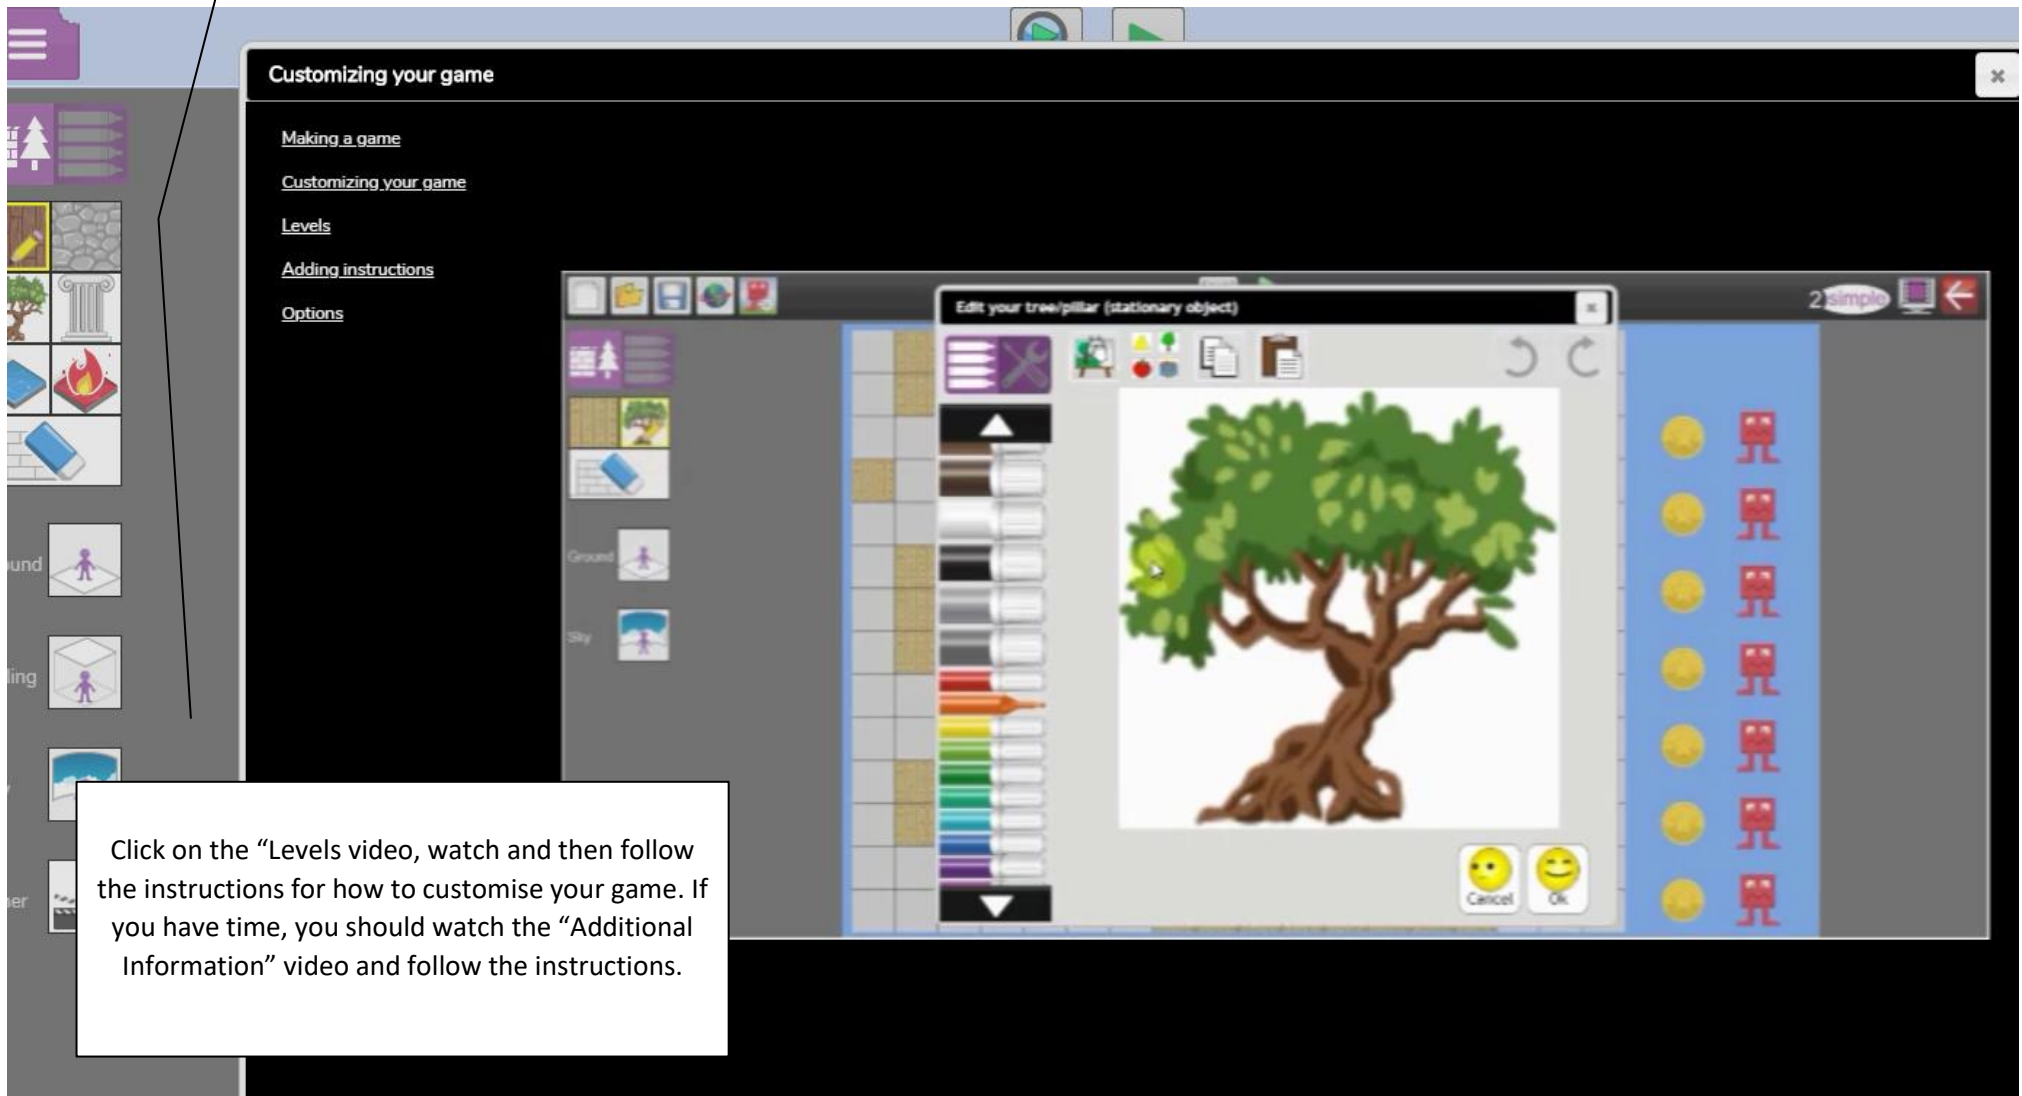 Customizing your game
Making a game
Customizing your game
Levels
Adding instructions
Options
Edit your tree/pillar (stationary object)
2simple
Ground
Sky
Cancel
Ok
und
ling
er
Click on the “Levels video, watch and then follow
the instructions for how to customise your game. If
you have time, you should watch the “Additional
Information” video and follow the instructions.